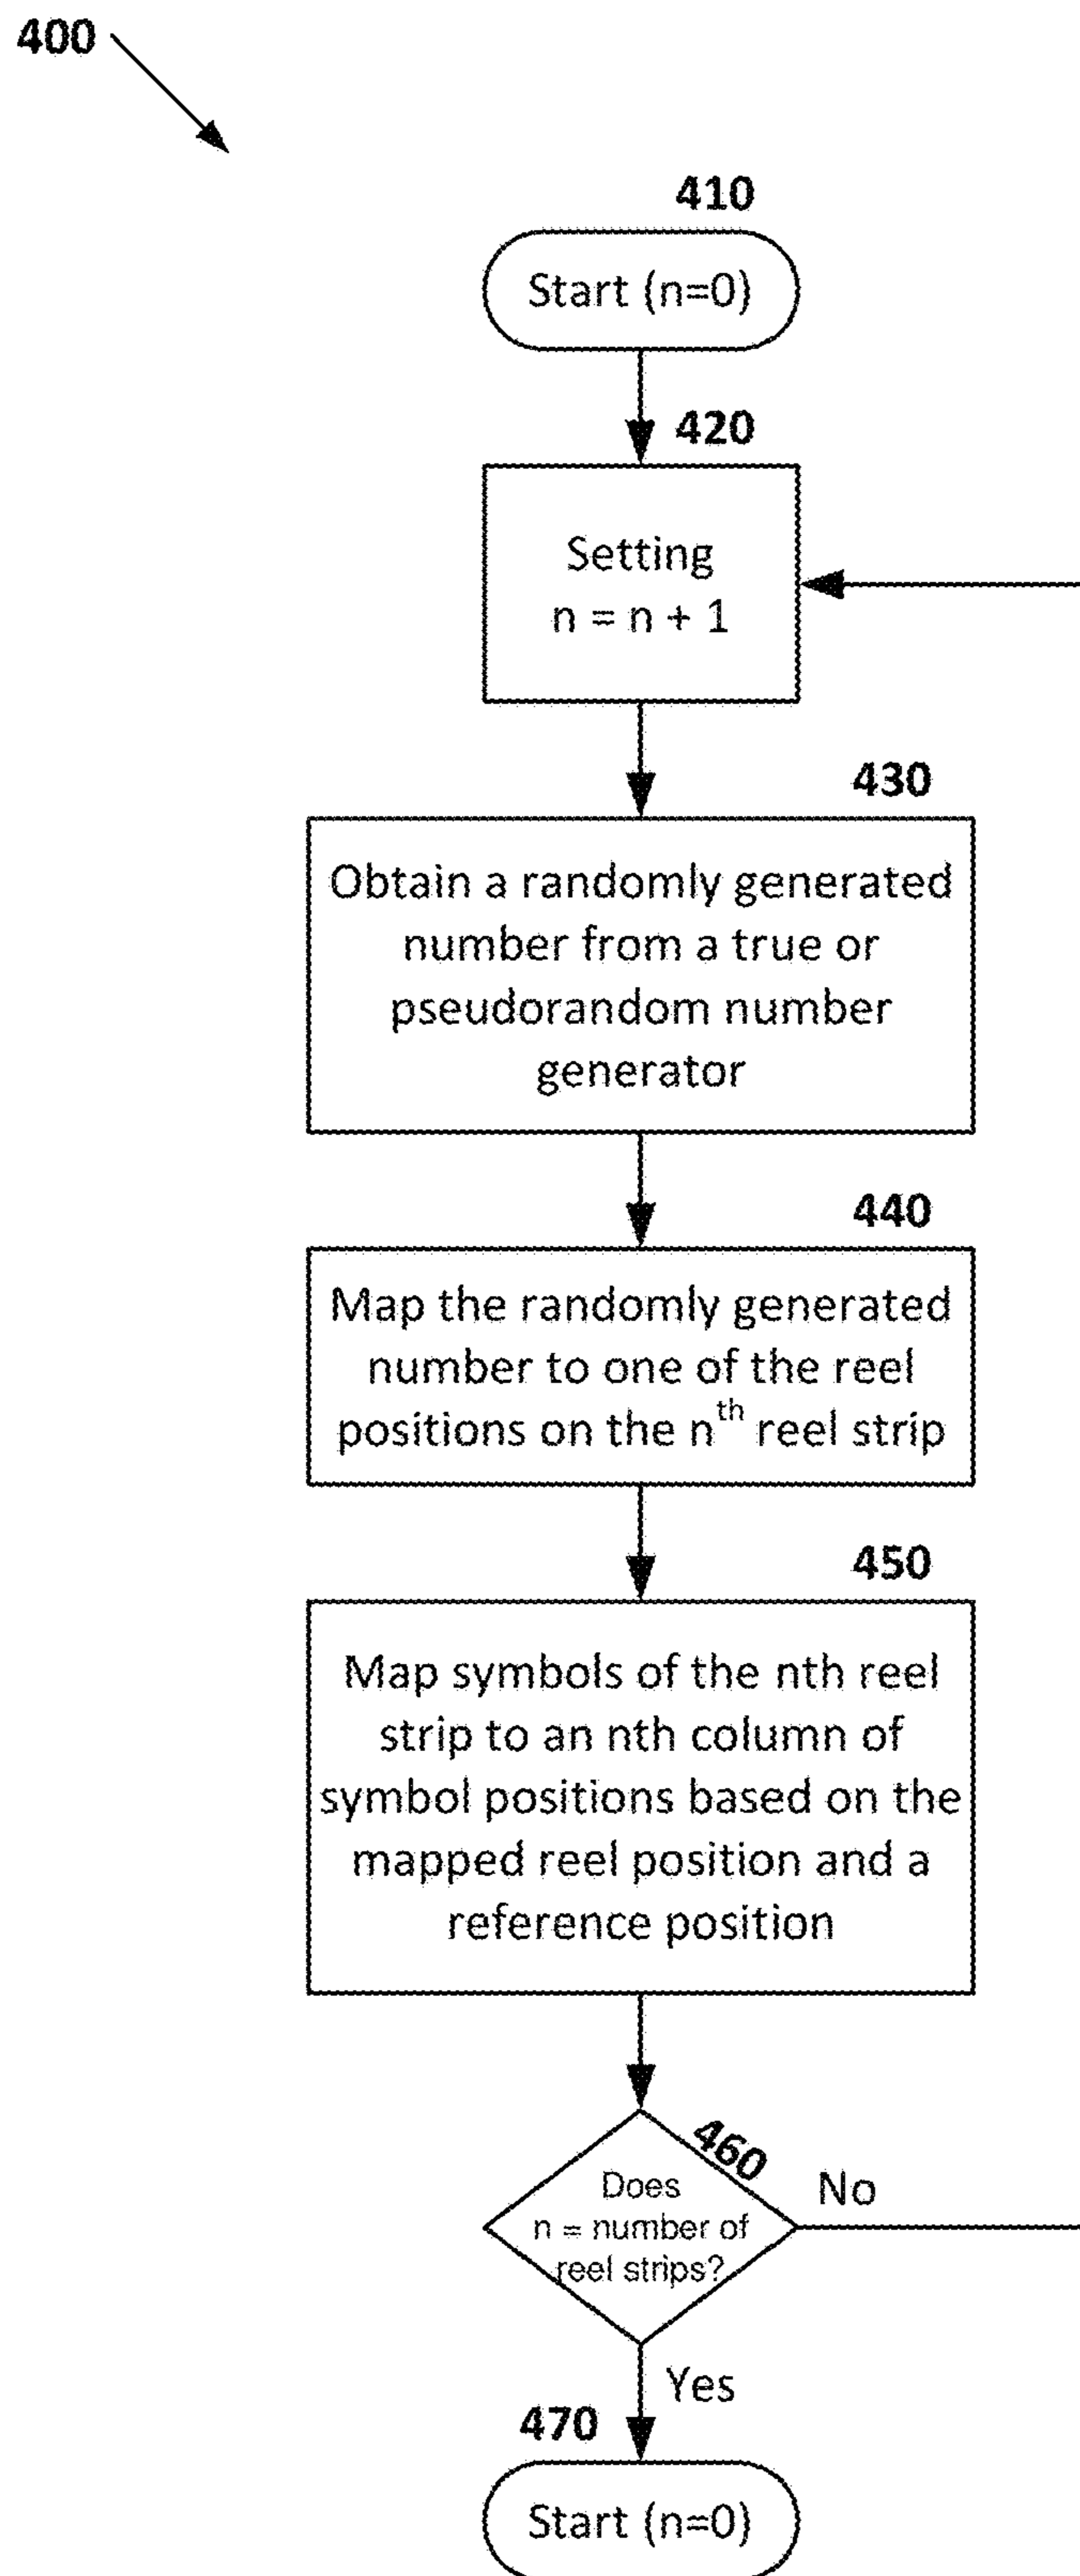 400
410
Start (n=0)
420
Setting
n = n + 1
430
Obtain a randomly generated
number from a true or
pseudorandom number
generator
440
Map the randomly generated
number to one of the reel
positions on the nth reel strip
450
Map symbols of the nth reel
strip to an nth column of
symbol positions based on the
mapped reel position and a
reference position
460
Does
n = number of
reel strips?
No
Yes
470
Start (n=0)